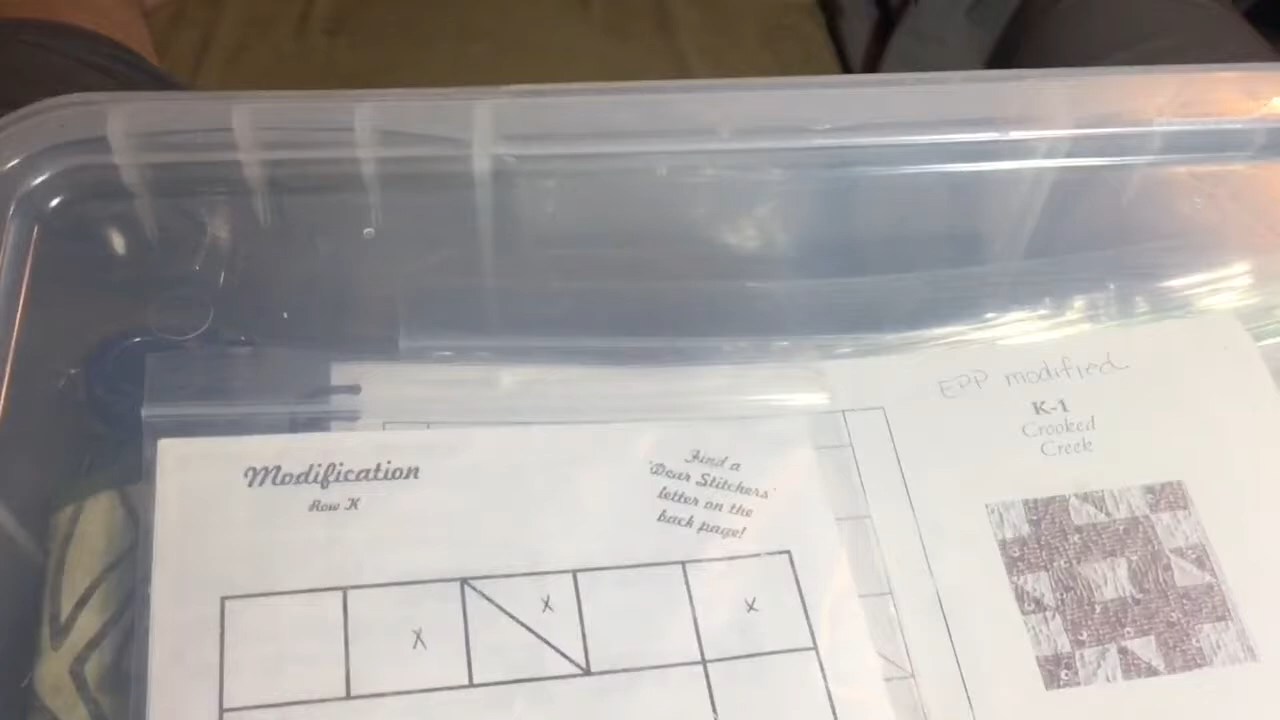 EPP modified
K-1
Crooked
Creek
Modification
Row K
Find a
"Dear Stitchers"
letter on the
back page!
X
X
X